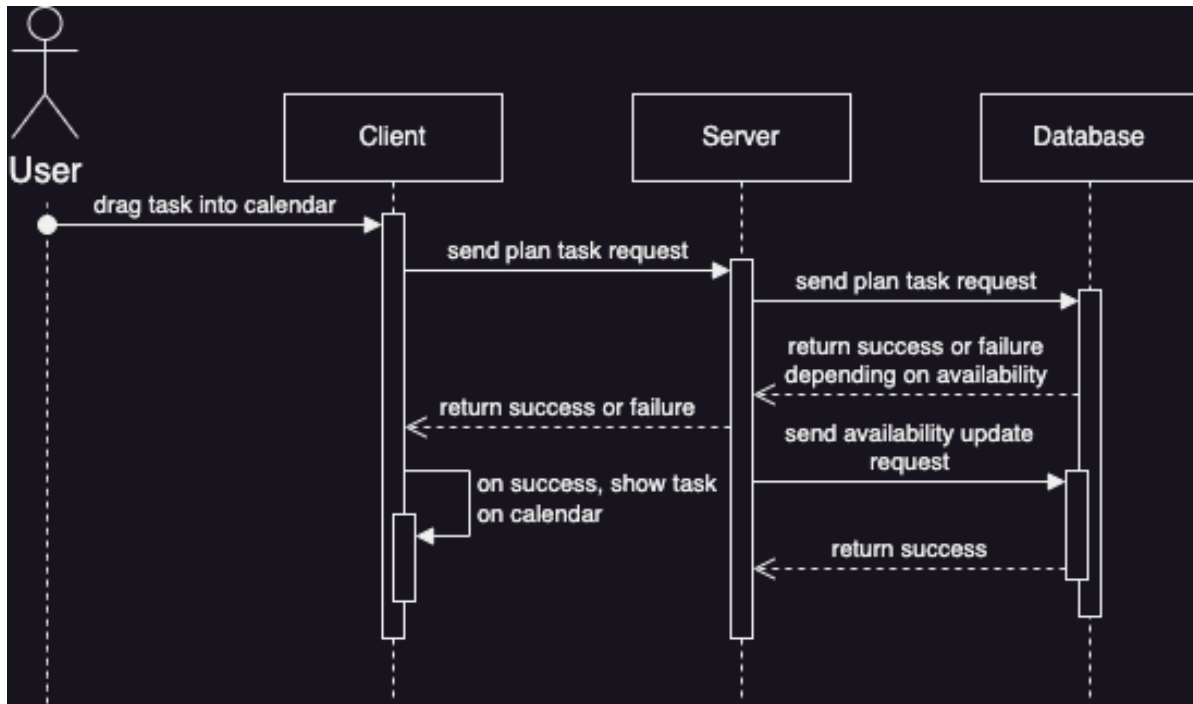 Client
Server
Database
User
drag task into calendar
send plan task request
send plan task request
return success or failure
depending on availability
return success or failure
send availability update
request
on success, show task
on calendar
return success